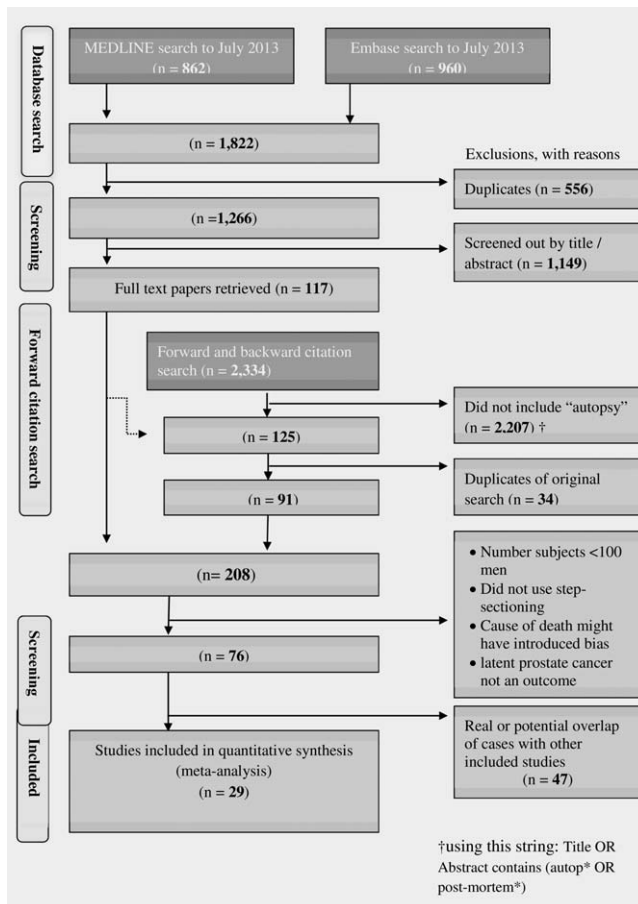 Database search
MEDLINE search to July 2013
(n = 862)
Embase search to July 2013
(n = 960)
(n = 1,822)
Exclusions, with reasons
Duplicates (n = 556)
Screening
(n =1,266)
Screened out by title /
abstract (n = 1,149)
Full text papers retrieved (n = 117)
Forward citation search
Forward and backward citation
search (n = 2,334)
Did not include “autopsy”
(n = 2,207) †
(n = 125)
Duplicates of original
search (n = 34)
(n = 91)
(n= 208)
• Number subjects <100
men
• Did not use step-
sectioning
• Cause of death might
have introduced bias
• latent prostate cancer
not an outcome
Screening
(n = 76)
Included
Studies included in quantitative synthesis
(meta-analysis)
(n = 29)
Real or potential overlap
of cases with other
included studies
(n = 47)
†using this string: Title OR
Abstract contains (autop* OR
post-mortem*)